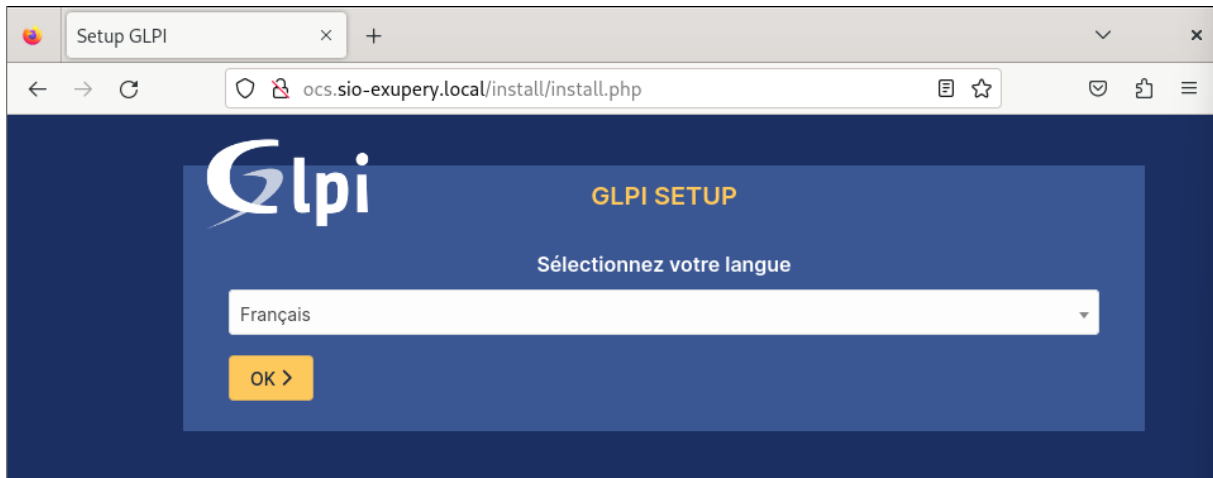 Setup GLPI
ocs.sio-exupery.local/install/install.php
Glpi
GLPI SETUP
Sélectionnez votre langue
Français
OK